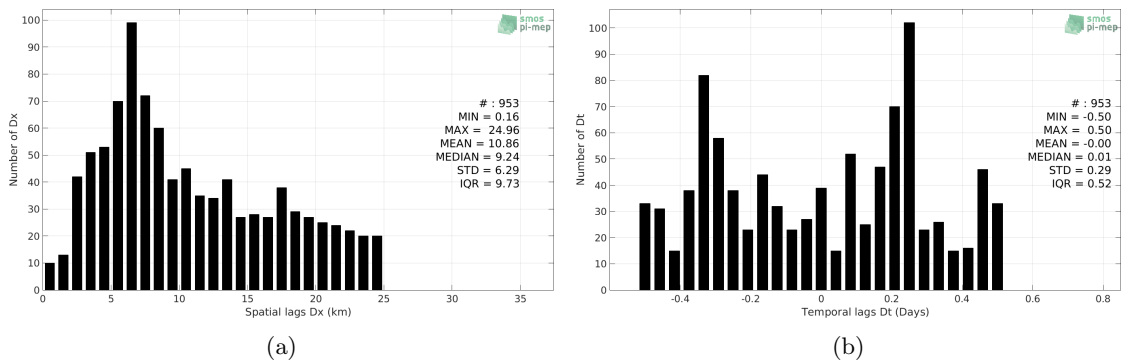 smos
pi-mep
100
90
80
70
60
50
40
30
20
10
0
Number of Dx
# : 953
MIN = 0.16
MAX = 24.96
MEAN = 10.86
MEDIAN = 9.24
STD = 6.29
IQR = 9.73
0 5 10 15 20 25 30 35
Spatial lags Dx (km)
(a)
smos
pi-mep
100
90
80
70
60
50
40
30
20
10
0
Number of Dt
# : 953
MIN = -0.50
MAX = 0.50
MEAN = -0.00
MEDIAN = 0.01
STD = 0.29
IQR = 0.52
-0.4 -0.2 0 0.2 0.4 0.6 0.8
Temporal lags Dt (Days)
(b)